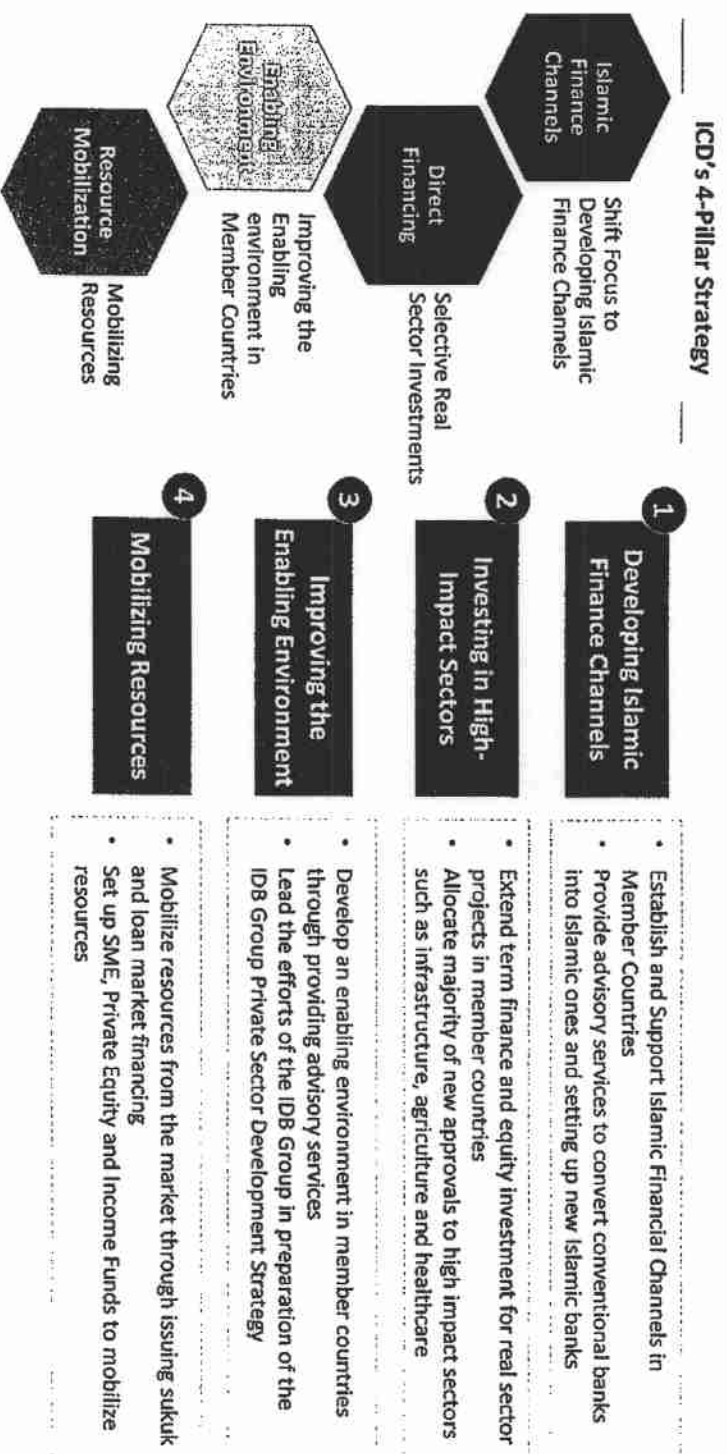 ICD's 4-Pillar Strategy
Islamic
Finance
Channels
Shift Focus to
Developing Islamic
Finance Channels
Direct
Financing
Selective Real
Sector Investments
Enabling
Environment
Improving the
Enabling
environment in
Member Countries
Resource
Mobilization
Mobilizing
Resources
1
Developing Islamic
Finance Channels
• Establish and Support Islamic Financial Channels in
Member Countries
• Provide advisory services to convert conventional banks
into Islamic ones and setting up new Islamic banks
2
Investing in High-
Impact Sectors
• Extend term finance and equity investment for real sector
projects in member countries
• Allocate majority of new approvals to high impact sectors
such as infrastructure, agriculture and healthcare
3
Improving the
Enabling Environment
• Develop an enabling environment in member countries
through providing advisory services
• Lead the efforts of the IDB Group in preparation of the
IDB Group Private Sector Development Strategy
4
Mobilizing Resources
• Mobilize resources from the market through issuing sukuk
and loan market financing
• Set up SME, Private Equity and Income Funds to mobilize
resources